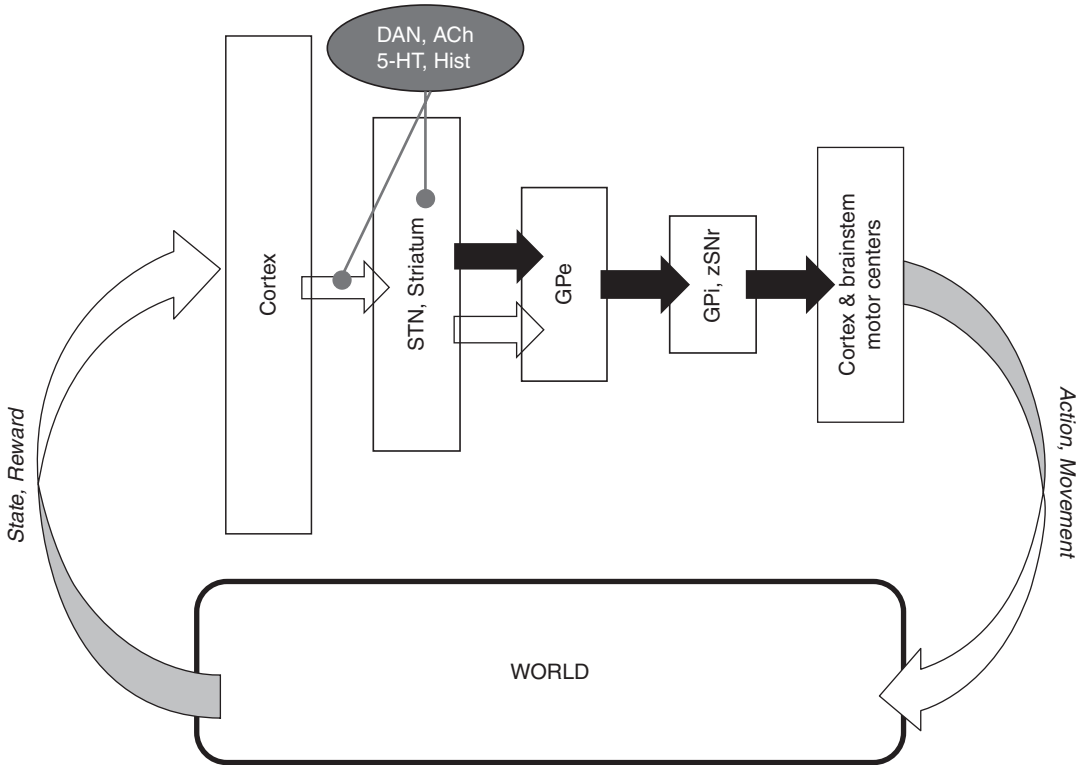 DAN, ACh
5-HT, Hist
Cortex
STN, Striatum
GPe
GPi, zSNr
Cortex & brainstem
motor centers
State, Reward
Action, Movement
WORLD